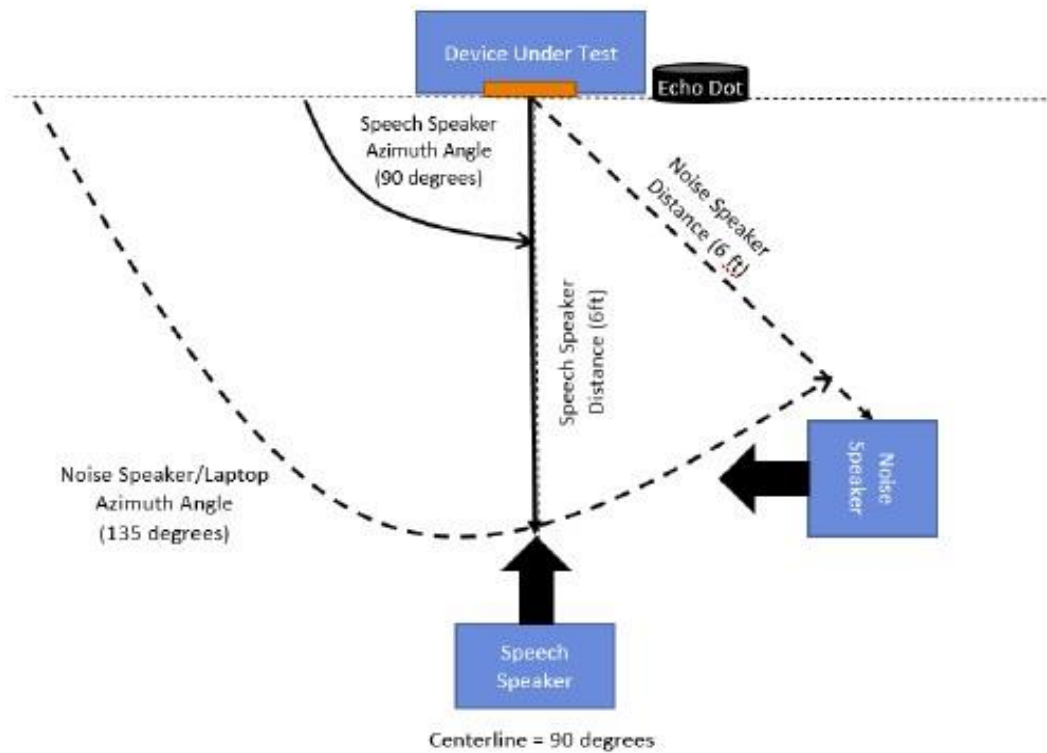 Device Under Test
Echo Dot
Speech Speaker
Azimuth Angle
(90 degrees)
Noise Speaker
Distance (6 ft)
Speech Speaker
Distance (6ft)
Noise Speaker/Laptop
Azimuth Angle
(135 degrees)
Noise
Speaker
Speech
Speaker
Centerline = 90 degrees